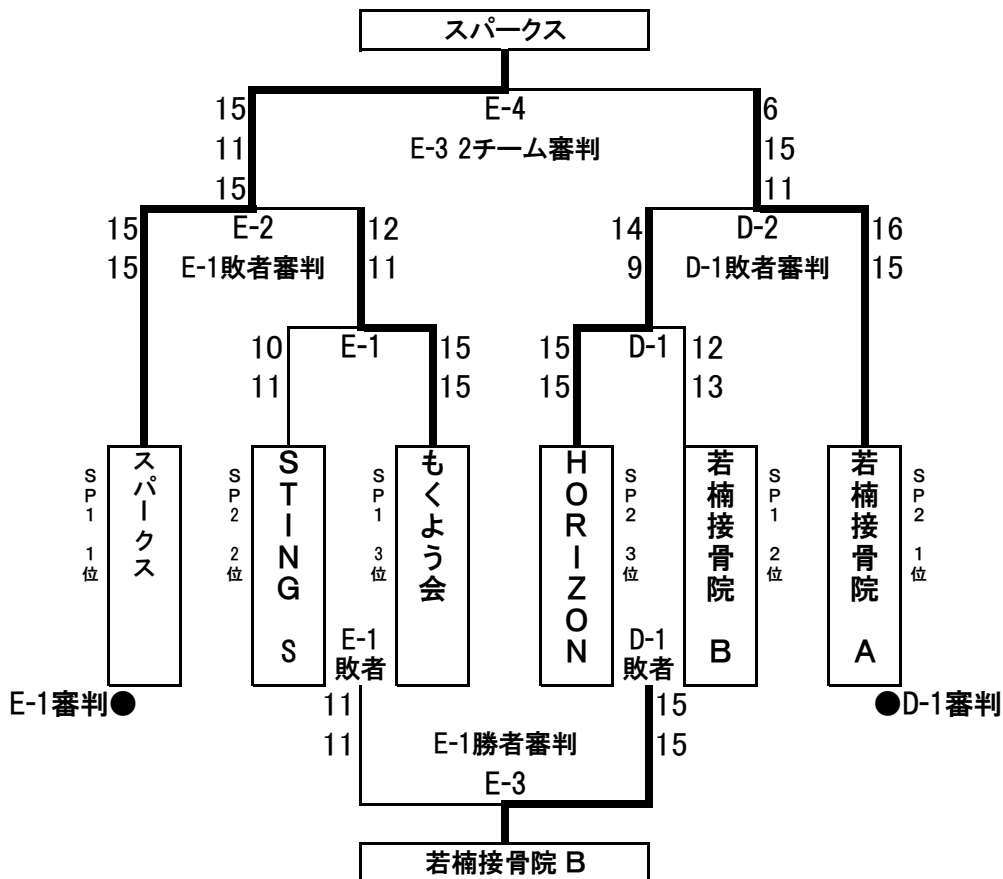 スパークス
15 E-4 6
11 E-3 2チーム審判 15
15 11
15 E-2 12 14 D-2 16
15 E-1敗者審判 11 9 D-1敗者審判 15
10 E-1 15 15 D-1 12
11 15 15 13
SP1 1位
スパークス
SP2 2位
STING S
SP1 3位
もくよう会
HORIZON
SP2 3位
若楠接骨院 B
SP1 2位
若楠接骨院 A
SP2 1位
E-1敗者
D-1敗者
E-1審判●
●D-1審判
11 15
11 E-1勝者審判 15
E-3
若楠接骨院 B